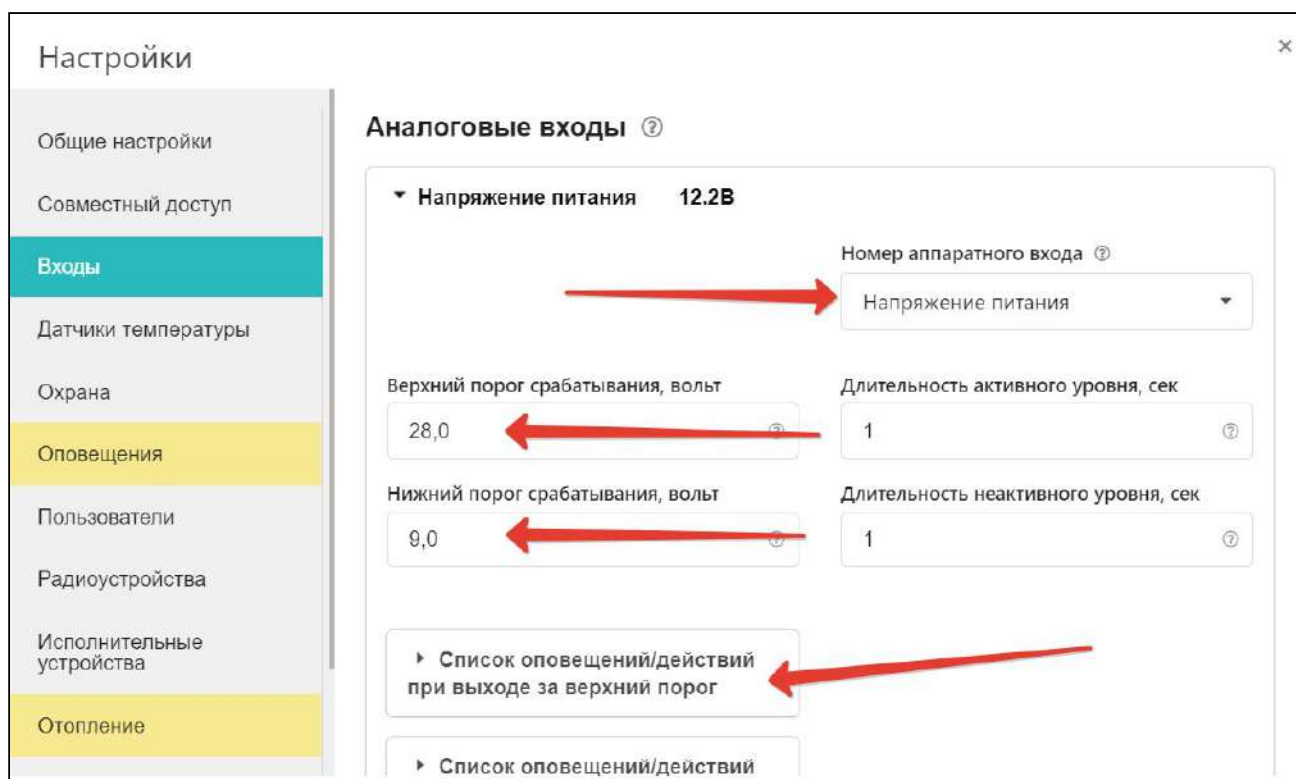 Настройки
Общие настройки
Совместный доступ
Входы
Датчики температуры
Охрана
Оповещения
Пользователи
Радиоустройства
Исполнительные
устройства
Отопление
Аналоговые входы
Напряжение питания 12.2В
Номер аппаратного входа
Напряжение питания
Верхний порог срабатывания, вольт
28,0
Длительность активного уровня, сек
1
Нижний порог срабатывания, вольт
9,0
Длительность неактивного уровня, сек
1
Список оповещений/действий
при выходе за верхний порог
Список оповещений/действий